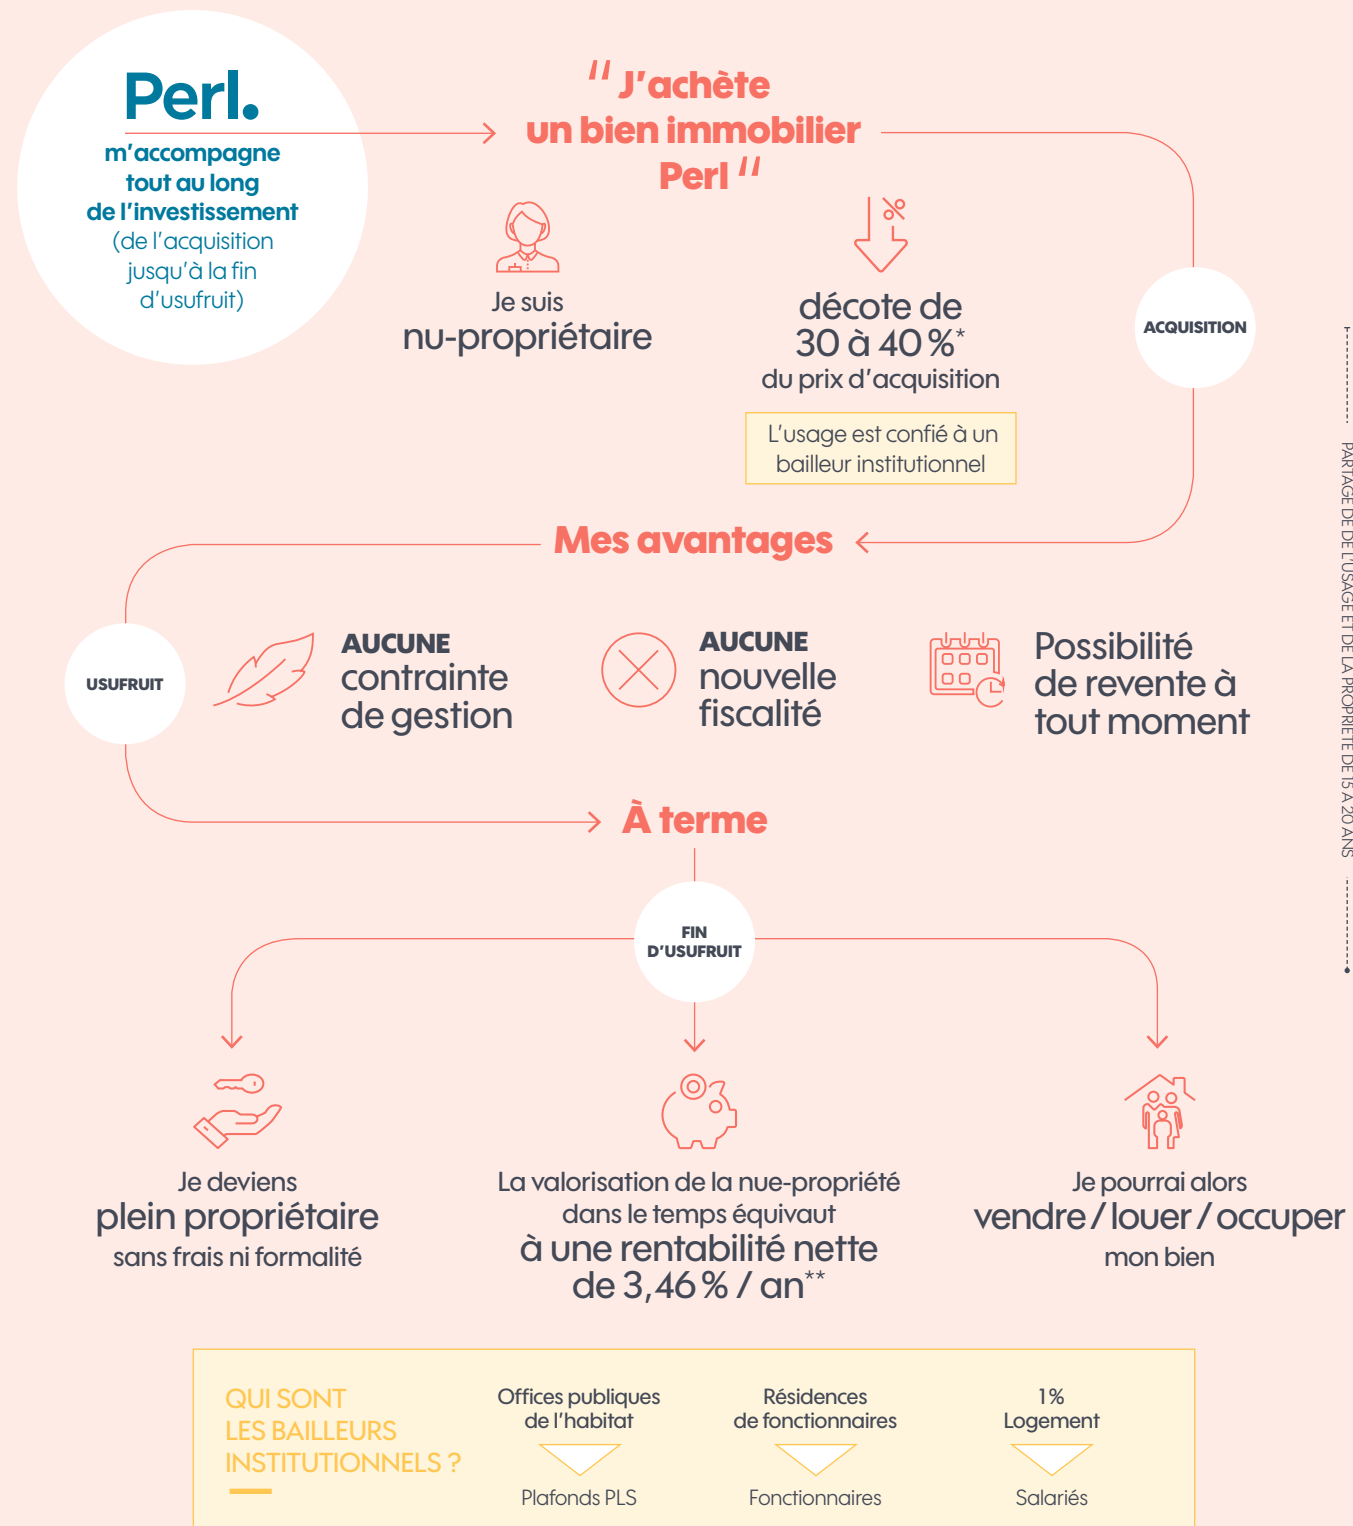 Perl.
m'accompagne
tout au long
de l'investissement
(de l'acquisition
jusqu'à la fin
d'usufruit)
" J'achète
un bien immobilier
Perl "
Je suis
nu-propriétaire
%
décote de
30 à 40 %*
du prix d'acquisition
L'usage est confié à un
bailleur institutionnel
ACQUISITION
PARTAGE DE DE L'USAGE ET DE LA PROPRIETE DE 15 A 20 ANS
Mes avantages
USUFRUIT
AUCUNE
contrainte
de gestion
AUCUNE
nouvelle
fiscalité
Possibilité
de revente à
tout moment
À terme
FIN
D'USUFRUIT
Je deviens
plein propriétaire
sans frais ni formalité
La valorisation de la nue-propriété
dans le temps équivaut
à une rentabilité nette
de 3,46 % / an**
Je pourrai alors
vendre / louer / occuper
mon bien
QUI SONT
LES BAILLEURS
INSTITUTIONNELS ?
Offices publiques
de l'habitat
Plafonds PLS
Résidences
de fonctionnaires
Fonctionnaires
1%
Logement
Salariés